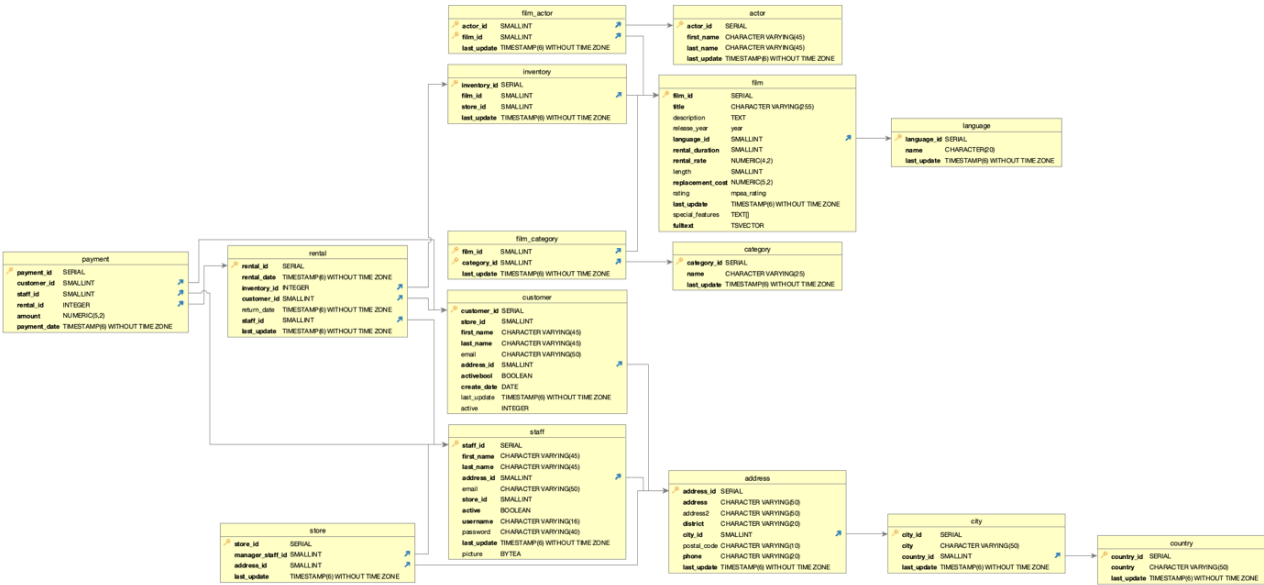 film_actor
actor_id SMALLINT
film_id SMALLINT
last_update TIMESTAMP(6) WITHOUT TIME ZONE
actor
actor_id SERIAL
first_name CHARACTER VARYING(45)
last_name CHARACTER VARYING(45)
last_update TIMESTAMP(6) WITHOUT TIME ZONE
inventory
inventory_id SERIAL
film_id SMALLINT
store_id SMALLINT
last_update TIMESTAMP(6) WITHOUT TIME ZONE
film
film_id SERIAL
title CHARACTER VARYING(255)
description TEXT
release_year year
language_id SMALLINT
rental_duration SMALLINT
rental_rate NUMERIC(4,2)
length SMALLINT
replacement_cost NUMERIC(5,2)
rating mpaa_rating
last_update TIMESTAMP(6) WITHOUT TIME ZONE
special_features TEXT[]
fulltext TSVECTOR
language
language_id SERIAL
name CHARACTER(20)
last_update TIMESTAMP(6) WITHOUT TIME ZONE
film_category
film_id SMALLINT
category_id SMALLINT
last_update TIMESTAMP(6) WITHOUT TIME ZONE
category
category_id SERIAL
name CHARACTER VARYING(25)
last_update TIMESTAMP(6) WITHOUT TIME ZONE
payment
payment_id SERIAL
customer_id SMALLINT
staff_id SMALLINT
rental_id INTEGER
amount NUMERIC(5,2)
payment_date TIMESTAMP(6) WITHOUT TIME ZONE
rental
rental_id SERIAL
rental_date TIMESTAMP(6) WITHOUT TIME ZONE
inventory_id INTEGER
customer_id SMALLINT
return_date TIMESTAMP(6) WITHOUT TIME ZONE
staff_id SMALLINT
last_update TIMESTAMP(6) WITHOUT TIME ZONE
customer
customer_id SERIAL
store_id SMALLINT
first_name CHARACTER VARYING(45)
last_name CHARACTER VARYING(45)
email CHARACTER VARYING(50)
address_id SMALLINT
activebool BOOLEAN
create_date DATE
last_update TIMESTAMP(6) WITHOUT TIME ZONE
active INTEGER
staff
staff_id SERIAL
first_name CHARACTER VARYING(45)
last_name CHARACTER VARYING(45)
address_id SMALLINT
email CHARACTER VARYING(50)
store_id SMALLINT
active BOOLEAN
username CHARACTER VARYING(16)
password CHARACTER VARYING(40)
last_update TIMESTAMP(6) WITHOUT TIME ZONE
picture BYTEA
store
store_id SERIAL
manager_staff_id SMALLINT
address_id SMALLINT
last_update TIMESTAMP(6) WITHOUT TIME ZONE
address
address_id SERIAL
address CHARACTER VARYING(50)
address2 CHARACTER VARYING(50)
district CHARACTER VARYING(20)
city_id SMALLINT
postal_code CHARACTER VARYING(10)
phone CHARACTER VARYING(20)
last_update TIMESTAMP(6) WITHOUT TIME ZONE
city
city_id SERIAL
city CHARACTER VARYING(50)
country_id SMALLINT
last_update TIMESTAMP(6) WITHOUT TIME ZONE
country
country_id SERIAL
country CHARACTER VARYING(50)
last_update TIMESTAMP(6) WITHOUT TIME ZONE